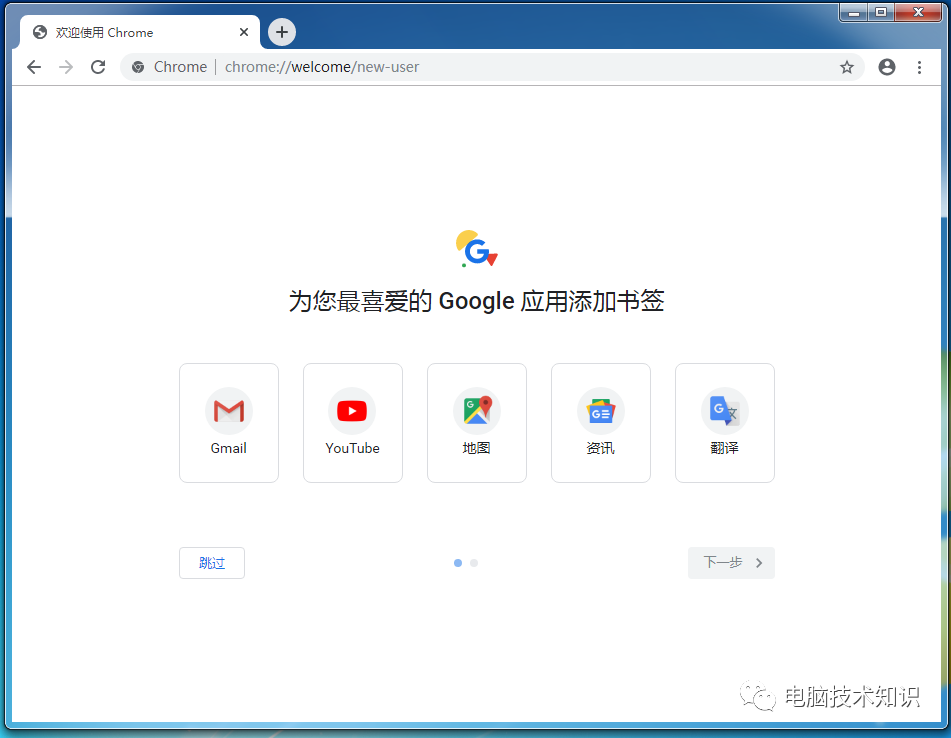 欢迎使用 Chrome
Chrome | chrome://welcome/new-user
为您最喜爱的 Google 应用添加书签
Gmail YouTube 地图 资讯 翻译
跳过 下一步
电脑技术知识